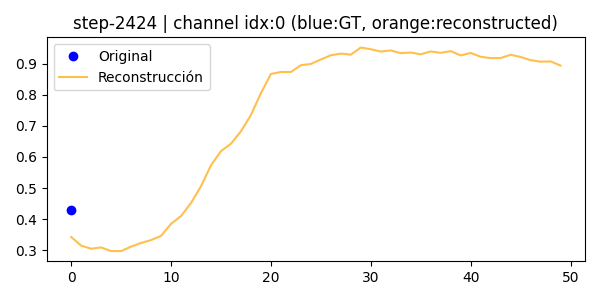 step-2424 | channel idx:0 (blue:GT, orange:reconstructed)
Original
Reconstrucción
0.9
0.8
0.7
0.6
0.5
0.4
0.3
0 10 20 30 40 50